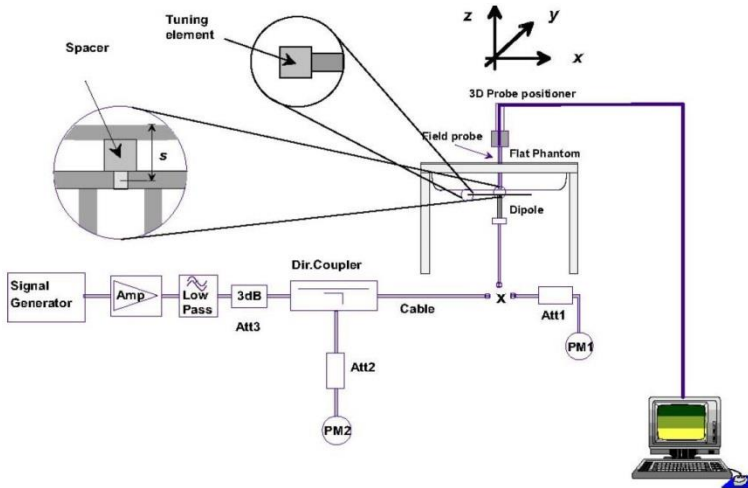 Tuning
element
Spacer
s
z
y
x
3D Probe positioner
Field probe
Flat Phantom
Dipole
Dir.Coupler
Signal
Generator
Amp
Low
Pass
3dB
Att3
Cable
x
Att1
PM1
Att2
PM2